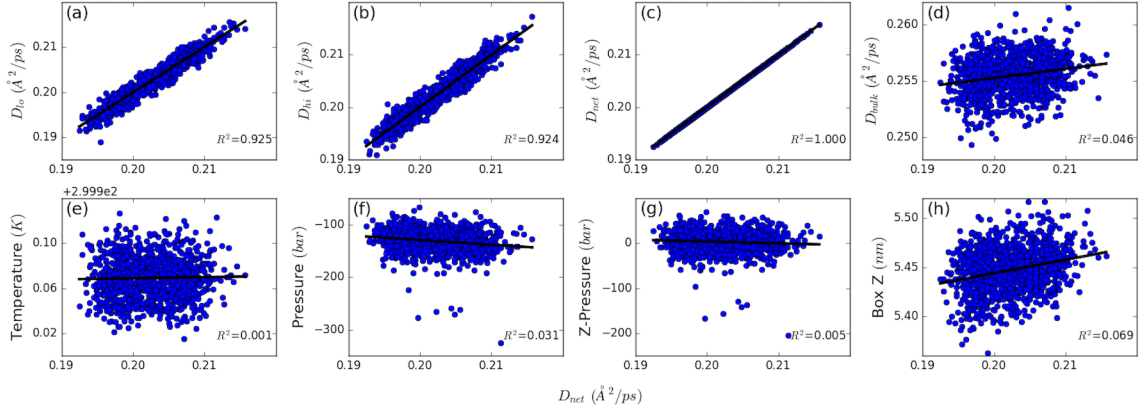 (a)
0.21
0.20
0.19
D_lo (Å²/ps)
R²=0.925
0.19 0.20 0.21
(b)
0.21
0.20
0.19
D_hi (Å²/ps)
R²=0.924
0.19 0.20 0.21
(c)
0.21
0.20
0.19
D_net (Å²/ps)
R²=1.000
0.19 0.20 0.21
(d)
0.260
0.255
0.250
D_bulk (Å²/ps)
R²=0.046
0.19 0.20 0.21
+2.999e2
(e)
0.10
0.06
0.02
Temperature (K)
R²=0.001
0.19 0.20 0.21
(f)
−100
−200
−300
Pressure (bar)
R²=0.031
0.19 0.20 0.21
(g)
100
0
−100
−200
Z-Pressure (bar)
R²=0.005
0.19 0.20 0.21
(h)
5.50
5.45
5.40
Box Z (nm)
R²=0.069
0.19 0.20 0.21
D_net (Å²/ps)